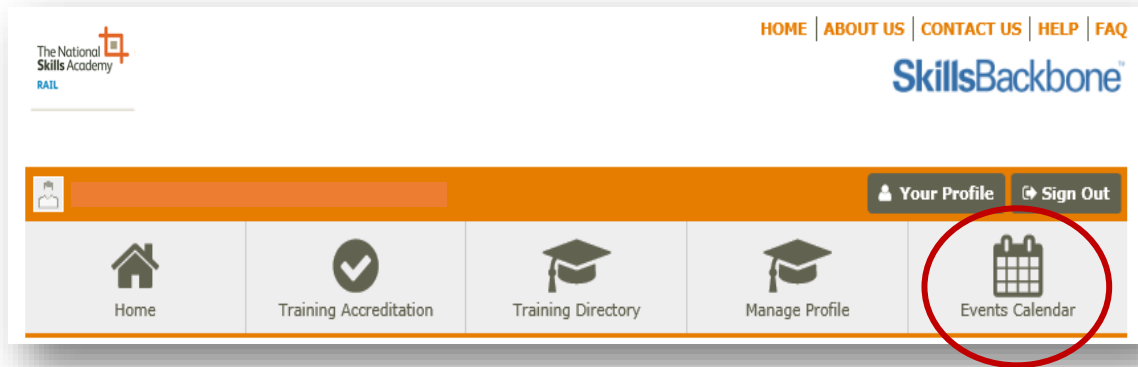 The National
Skills Academy
RAIL
HOME | ABOUT US | CONTACT US | HELP | FAQ
SkillsBackbone™
Your Profile
Sign Out
Home
Training Accreditation
Training Directory
Manage Profile
Events Calendar